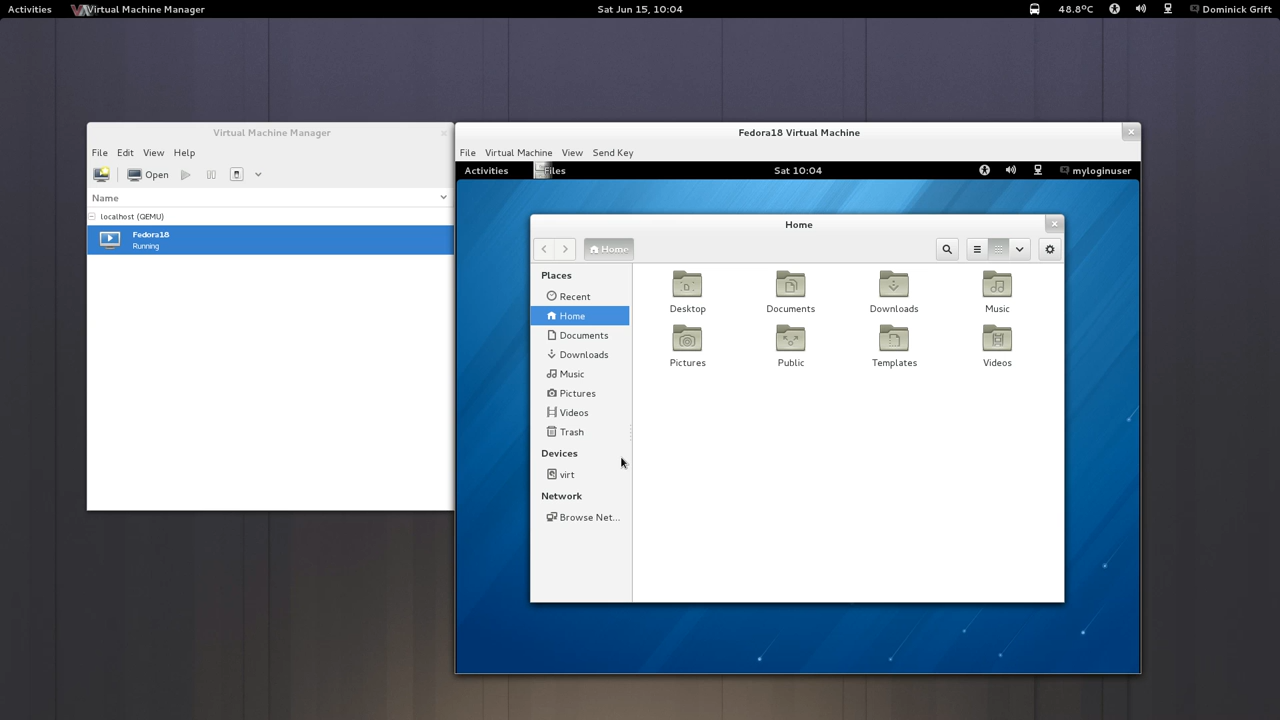 Activities Virtual Machine Manager Sat Jun 15, 10:04 48.8ºC Dominick Grift
Virtual Machine Manager
File Edit View Help
Open
Name
localhost (QEMU)
Fedora18
Running
Fedora18 Virtual Machine
File Virtual Machine View Send Key
Activities Files Sat 10:04 myloginuser
Home
Home
Places
Recent
Home
Documents
Downloads
Music
Pictures
Videos
Trash
Devices
virt
Network
Browse Net...
Desktop Documents Downloads Music
Pictures Public Templates Videos